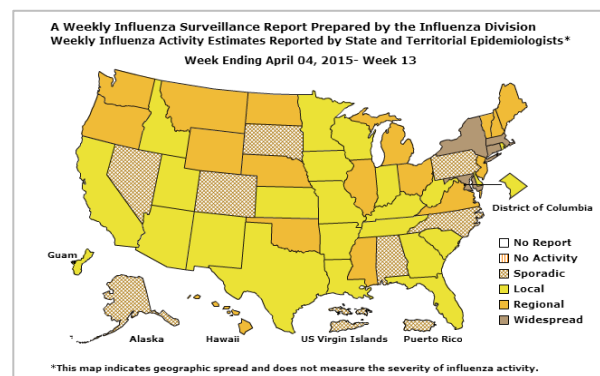 A Weekly Influenza Surveillance Report Prepared by the Influenza Division
Weekly Influenza Activity Estimates Reported by State and Territorial Epidemiologists*
Week Ending April 04, 2015- Week 13
District of Columbia
No Report
Guam
No Activity
Sporadic
Local
Regional
Widespread
Alaska
Hawaii
US Virgin Islands
Puerto Rico
*This map indicates geographic spread and does not measure the severity of influenza activity.